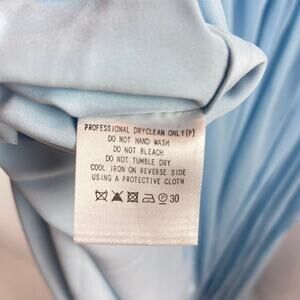 PROFESSIONAL DRYCLEAN ONLY(P)
DO NOT HAND WASH
DO NOT BLEACH
DO NOT TUMBLE DRY
COOL IRON ON REVERSE SIDE
USING A PROTECTIVE CLOTH
P 30